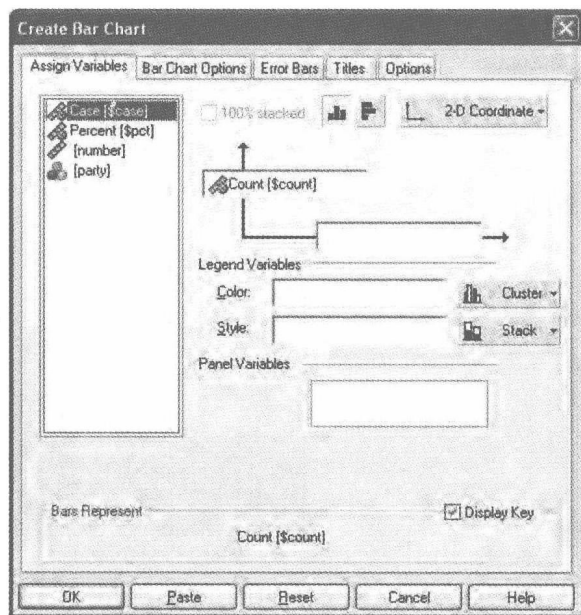 Create Bar Chart
Assign Variables Bar Chart Options Error Bars Titles Options
Case [$case]
Percent [$pct]
[number]
[party]
100% stacked
2-D Coordinate
Count [$count]
Legend Variables
Color:
Cluster
Style:
Stack
Panel Variables
Bars Represent
Display Key
Count [$count]
OK Paste Reset Cancel Help